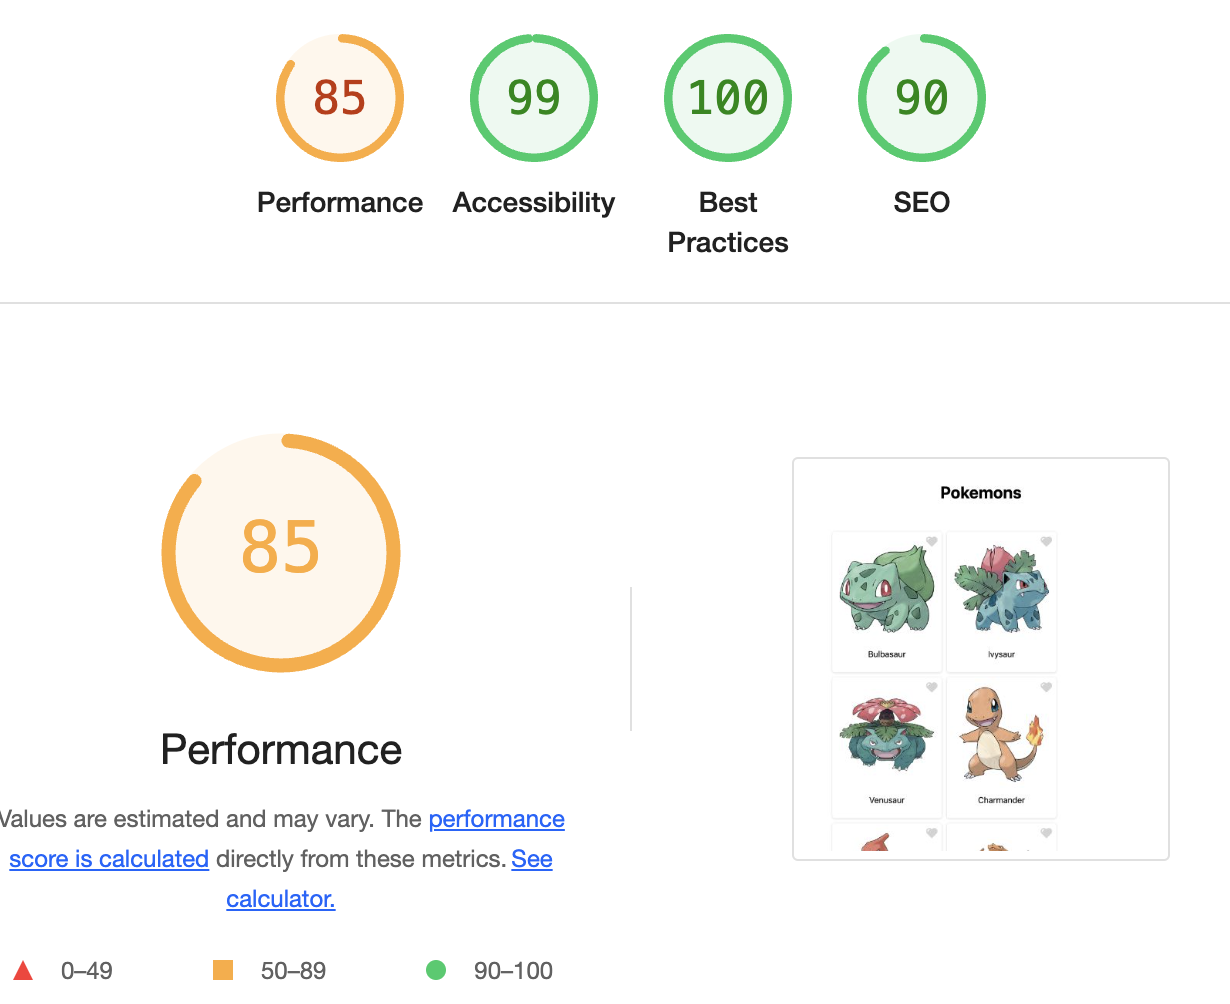 85
99
100
90
Performance
Accessibility
Best
Practices
SEO
85
Performance
Values are estimated and may vary. The performance
score is calculated directly from these metrics. See
calculator.
0–49
50–89
90–100
Pokemons
Bulbasaur
Ivysaur
Venusaur
Charmander